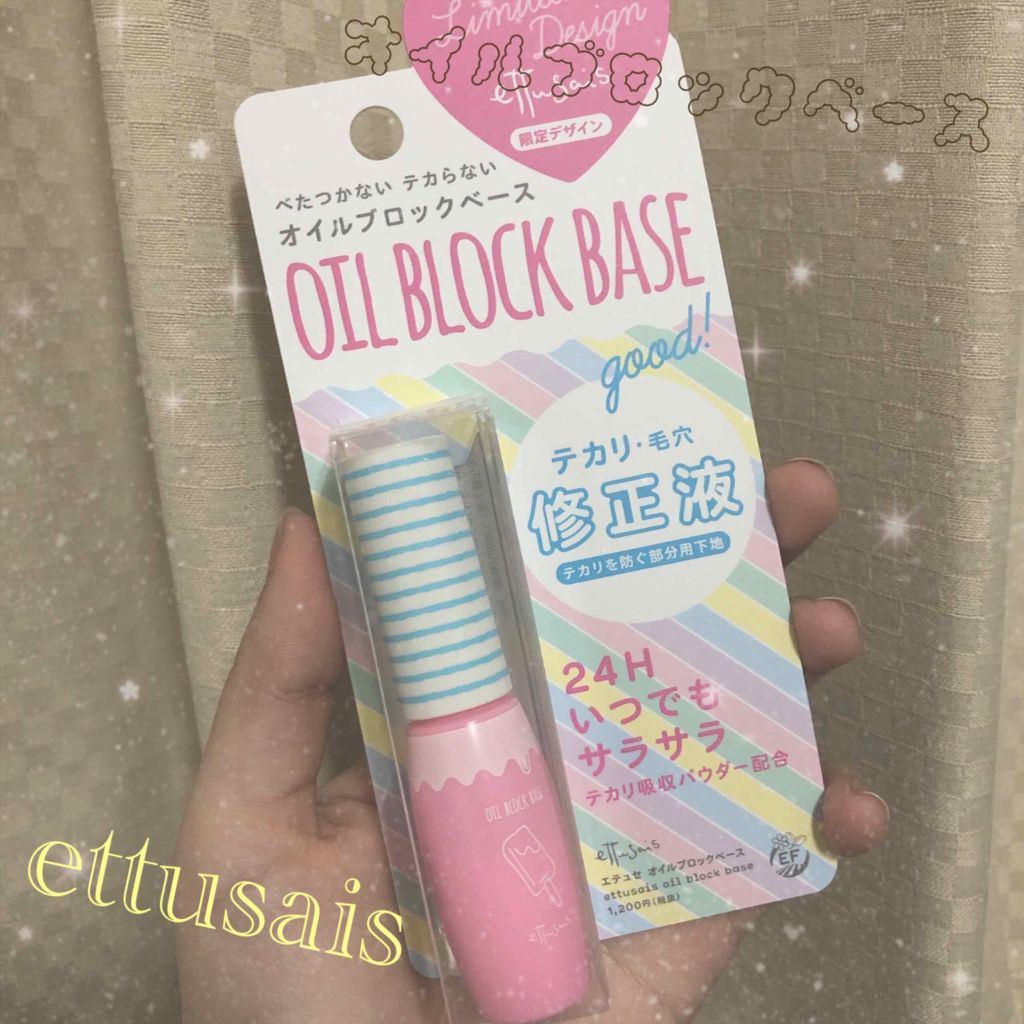 Design
ettusais
限定デザイン
オイルブロックベース
べたつかない テカらない
オイルブロックベース
OIL BLOCK BASE
good!
テカリ・毛穴
修正液
テカリを防ぐ部分用下地
24H
いつでも
サラサラ
テカリ吸収パウダー配合
OIL BLOCK BASE
ettusais
ettusais
エテュセ オイルブロックベース
ettusais oil block base
1,200円(税抜)
EF
ettusais